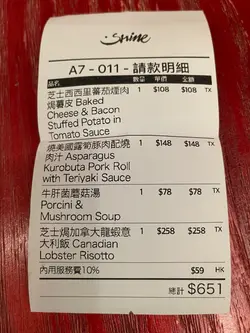 Shine
A7 - 011 - 請款明細
品名 數量 單價 金額
芝士西西里蕃茄煙肉 1 $108 $108 TX
焗薯皮 Baked
Cheese & Bacon
Stuffed Potato in
Tomato Sauce
燒美國露筍豚肉配燒 1 $148 $148 TX
肉汁 Asparagus
Kurobuta Pork Roll
with Teriyaki Sauce
牛肝菌蘑菇湯 1 $78 $78 TX
Porcini &
Mushroom Soup
芝士焗加拿大龍蝦意 1 $258 $258 TX
大利飯 Canadian
Lobster Risotto
內用服務費10% $59 HK
總計 $651